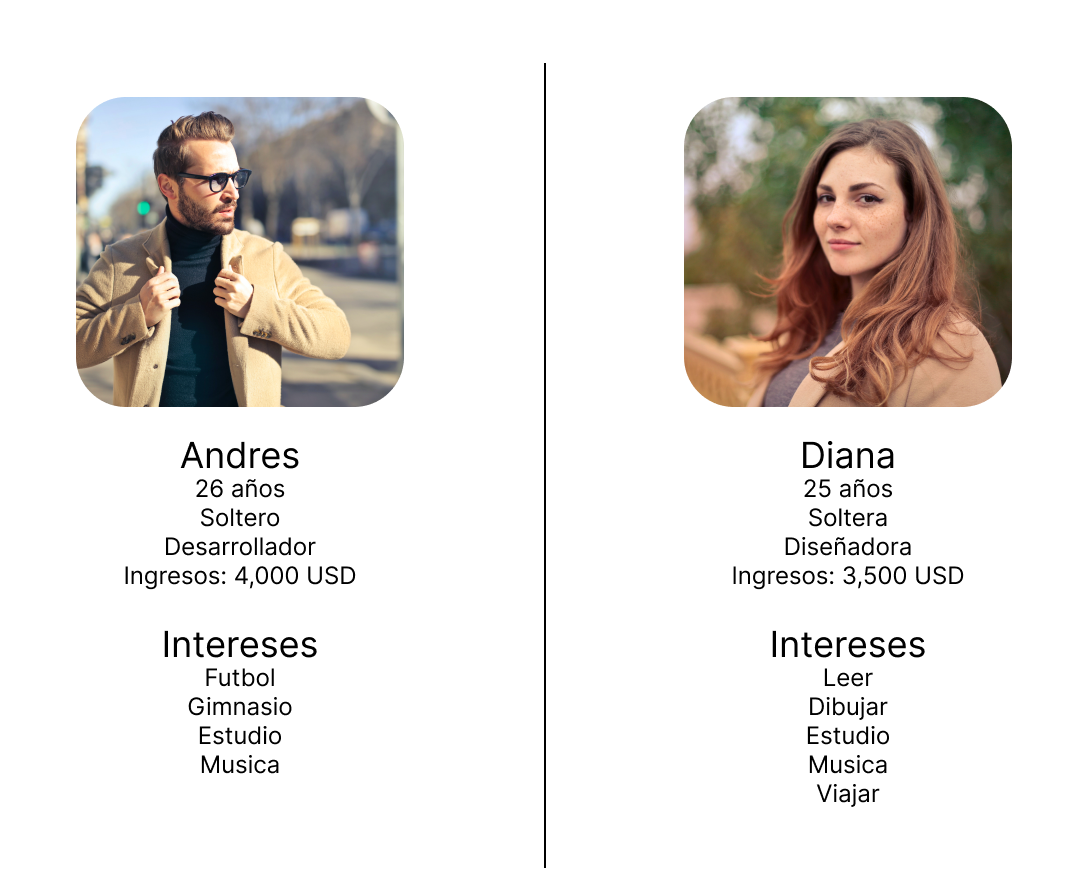 Andres
26 años
Soltero
Desarrollador
Ingresos: 4,000 USD
Intereses
Futbol
Gimnasio
Estudio
Musica
Diana
25 años
Soltera
Diseñadora
Ingresos: 3,500 USD
Intereses
Leer
Dibujar
Estudio
Musica
Viajar